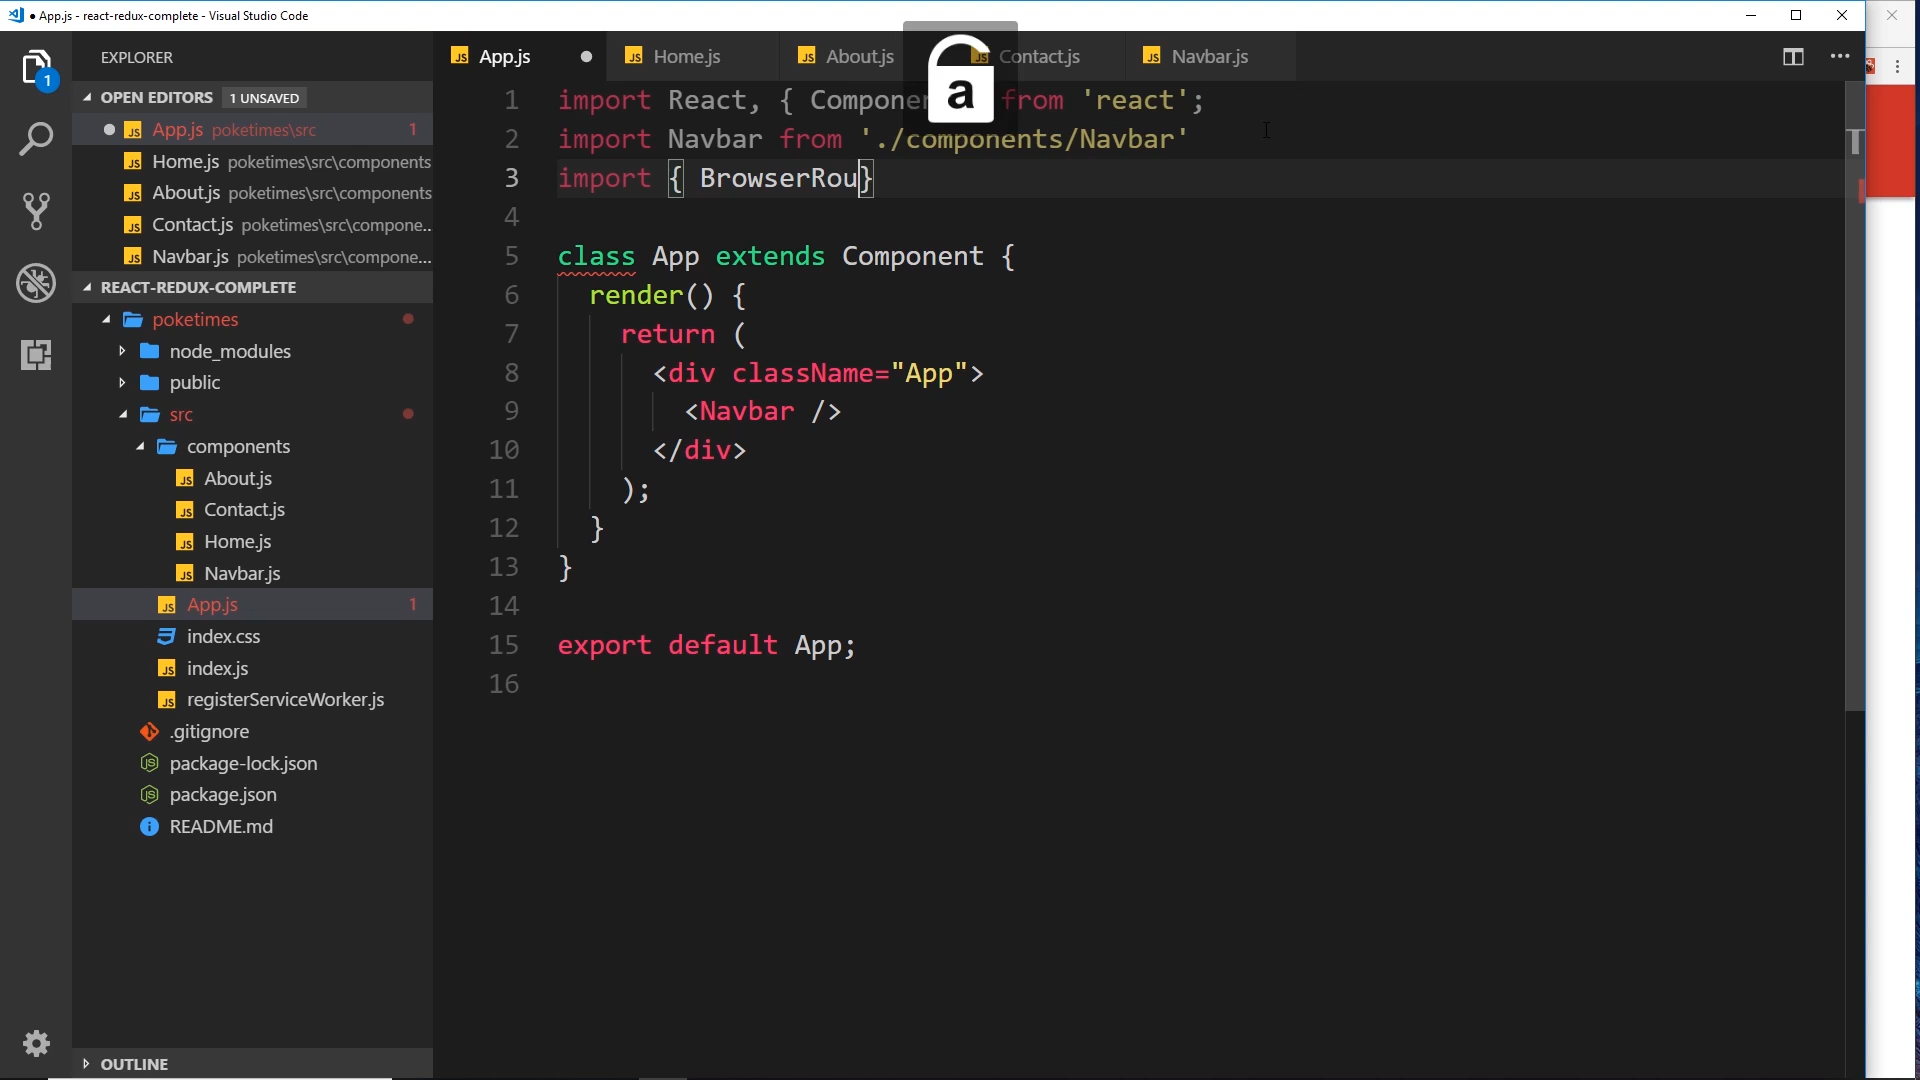 ● App.js - react-redux-complete - Visual Studio Code
EXPLORER
1
OPEN EDITORS 1 UNSAVED
App.js poketimes\src 1
Home.js poketimes\src\components
About.js poketimes\src\components
Contact.js poketimes\src\compone...
Navbar.js poketimes\src\compone...
REACT-REDUX-COMPLETE
poketimes
node_modules
public
src
components
About.js
Contact.js
Home.js
Navbar.js
App.js 1
index.css
index.js
registerServiceWorker.js
.gitignore
package-lock.json
package.json
README.md
OUTLINE
App.js Home.js About.js Contact.js Navbar.js
a
1 import React, { Componen from 'react';
2 import Navbar from './components/Navbar'
3 import { BrowserRou}
4
5 class App extends Component {
6 render() {
7 return (
8 <div className="App">
9 <Navbar />
10 </div>
11 );
12 }
13 }
14
15 export default App;
16